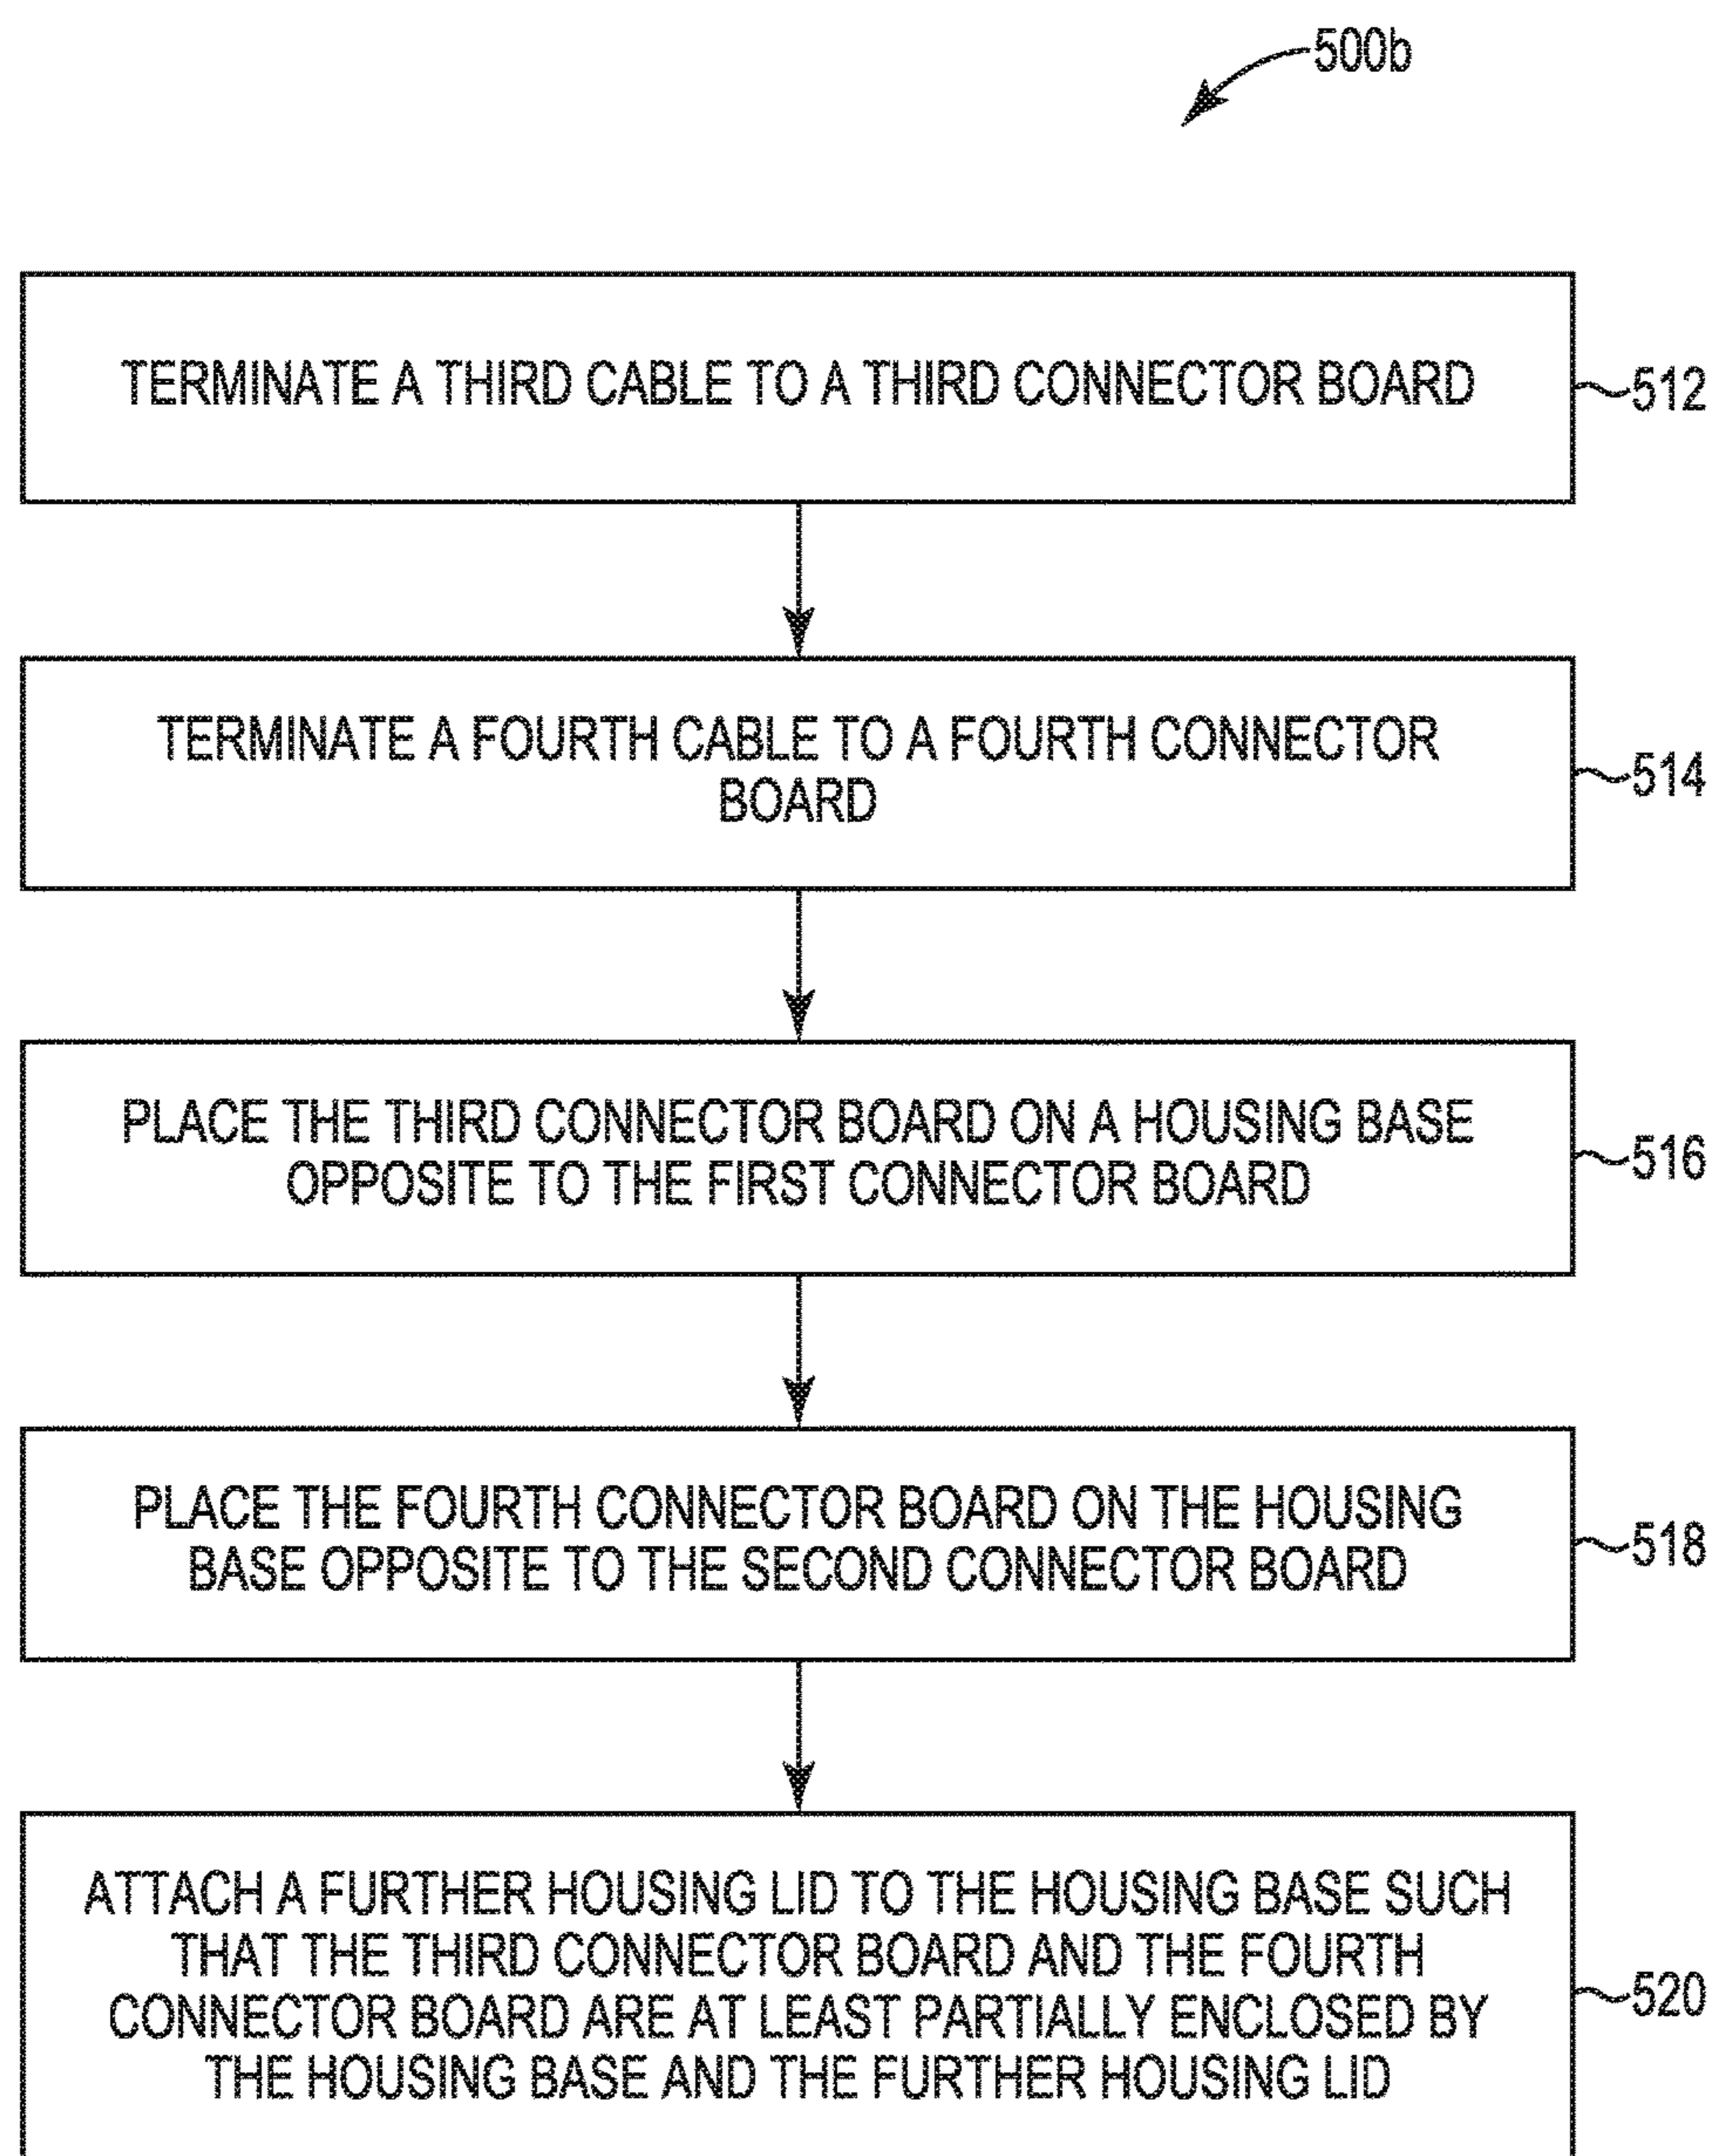 500b
TERMINATE A THIRD CABLE TO A THIRD CONNECTOR BOARD
512
TERMINATE A FOURTH CABLE TO A FOURTH CONNECTOR
BOARD
514
PLACE THE THIRD CONNECTOR BOARD ON A HOUSING BASE
OPPOSITE TO THE FIRST CONNECTOR BOARD
516
PLACE THE FOURTH CONNECTOR BOARD ON THE HOUSING
BASE OPPOSITE TO THE SECOND CONNECTOR BOARD
518
ATTACH A FURTHER HOUSING LID TO THE HOUSING BASE SUCH
THAT THE THIRD CONNECTOR BOARD AND THE FOURTH
CONNECTOR BOARD ARE AT LEAST PARTIALLY ENCLOSED BY
THE HOUSING BASE AND THE FURTHER HOUSING LID
520